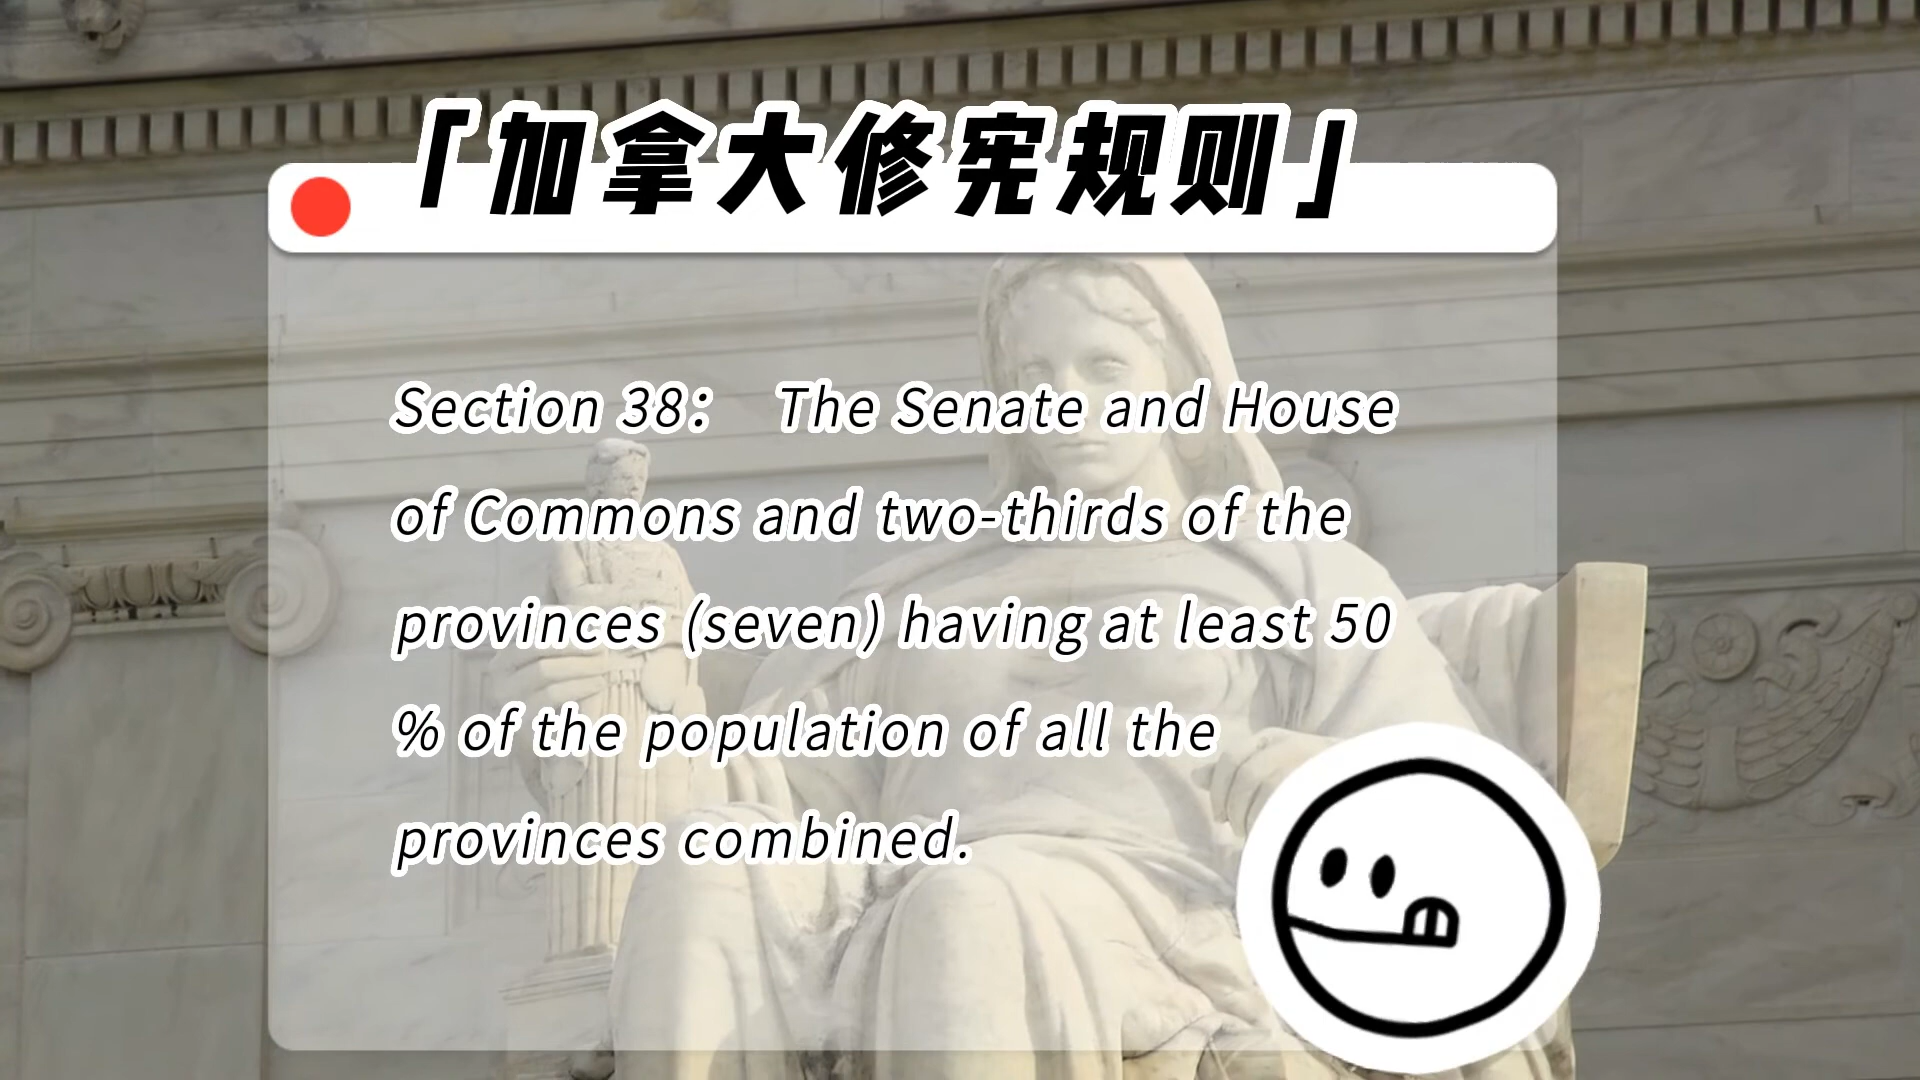 「加拿大修宪规则」
Section 38： The Senate and House
of Commons and two-thirds of the
provinces (seven) having at least 50
% of the population of all the
provinces combined.